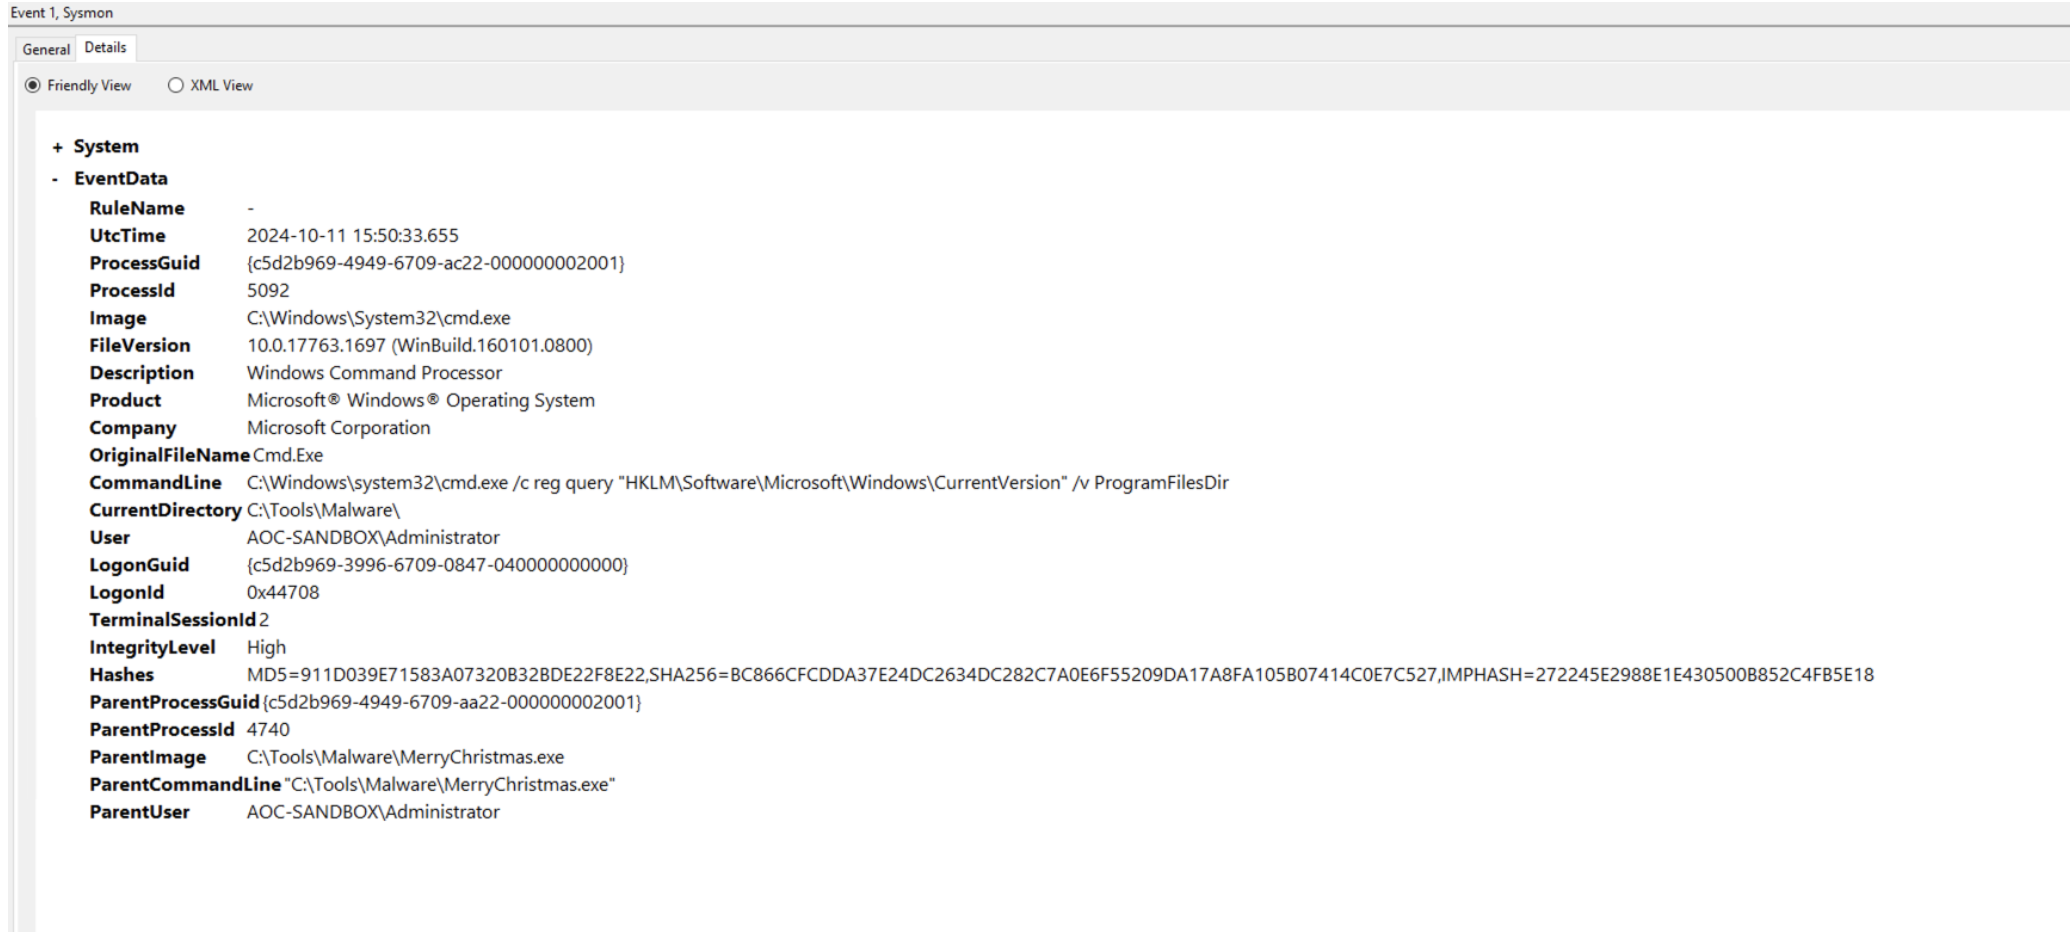 Event 1, Sysmon
General Details
Friendly View XML View
+ System
- EventData
RuleName -
UtcTime 2024-10-11 15:50:33.655
ProcessGuid {c5d2b969-4949-6709-ac22-000000002001}
ProcessId 5092
Image C:\Windows\System32\cmd.exe
FileVersion 10.0.17763.1697 (WinBuild.160101.0800)
Description Windows Command Processor
Product Microsoft® Windows® Operating System
Company Microsoft Corporation
OriginalFileName Cmd.Exe
CommandLine C:\Windows\system32\cmd.exe /c reg query "HKLM\Software\Microsoft\Windows\CurrentVersion" /v ProgramFilesDir
CurrentDirectory C:\Tools\Malware\
User AOC-SANDBOX\Administrator
LogonGuid {c5d2b969-3996-6709-0847-040000000000}
LogonId 0x44708
TerminalSessionId 2
IntegrityLevel High
Hashes MD5=911D039E71583A07320B32BDE22F8E22,SHA256=BC866CFCDDA37E24DC2634DC282C7A0E6F55209DA17A8FA105B07414C0E7C527,IMPHASH=272245E2988E1E430500B852C4FB5E18
ParentProcessGuid {c5d2b969-4949-6709-aa22-000000002001}
ParentProcessId 4740
ParentImage C:\Tools\Malware\MerryChristmas.exe
ParentCommandLine "C:\Tools\Malware\MerryChristmas.exe"
ParentUser AOC-SANDBOX\Administrator